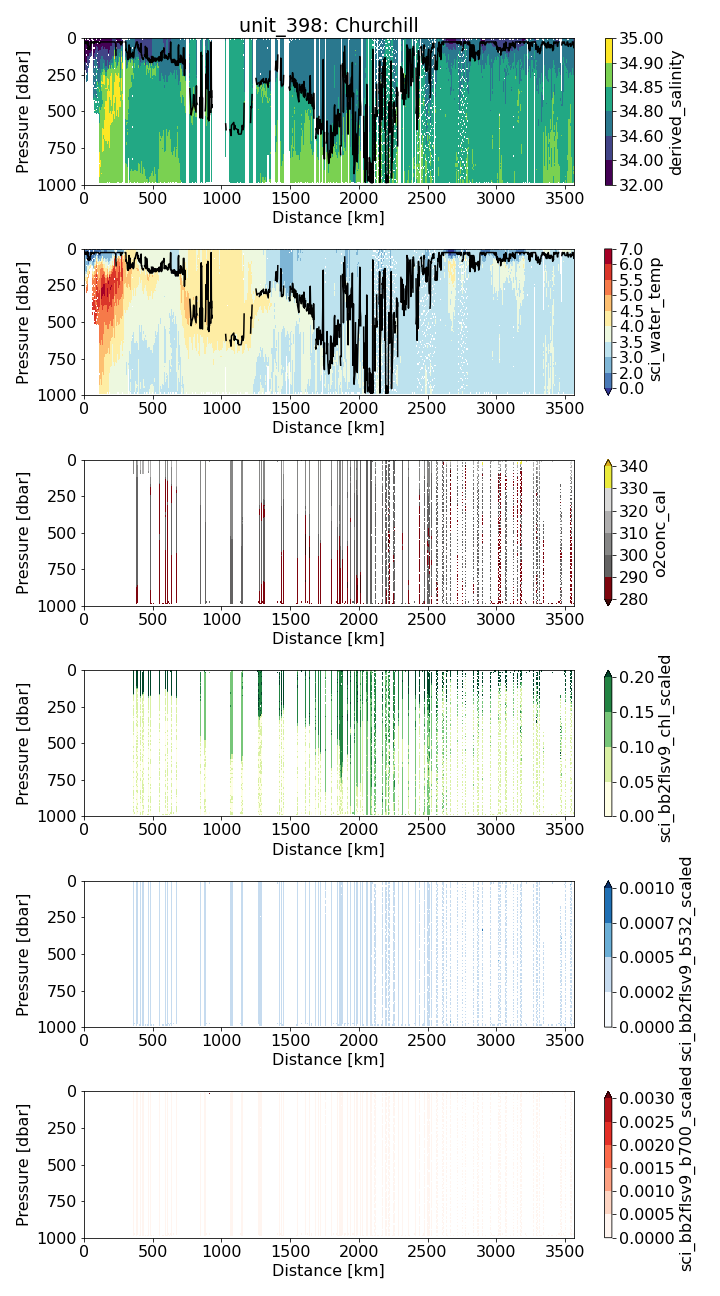 unit_398: Churchill
0
250
500
750
1000
Pressure [dbar]
0 500 1000 1500 2000 2500 3000 3500
Distance [km]
35.00
34.90
34.85
34.80
34.60
34.00
32.00
derived_salinity
0
250
500
750
1000
Pressure [dbar]
0 500 1000 1500 2000 2500 3000 3500
Distance [km]
7.0
6.0
5.5
5.0
4.5
4.0
3.5
3.0
2.0
0.0
sci_water_temp
0
250
500
750
1000
Pressure [dbar]
0 500 1000 1500 2000 2500 3000 3500
Distance [km]
340
330
320
310
300
290
280
o2conc_cal
0
250
500
750
1000
Pressure [dbar]
0 500 1000 1500 2000 2500 3000 3500
Distance [km]
0.20
0.15
0.10
0.05
0.00
sci_bb2flsv9_chl_scaled
0
250
500
750
1000
Pressure [dbar]
0 500 1000 1500 2000 2500 3000 3500
Distance [km]
0.0010
0.0007
0.0005
0.0002
0.0000
sci_bb2flsv9_b532_scaled
0
250
500
750
1000
Pressure [dbar]
0 500 1000 1500 2000 2500 3000 3500
Distance [km]
0.0030
0.0025
0.0020
0.0015
0.0010
0.0005
0.0000
sci_bb2flsv9_b700_scaled